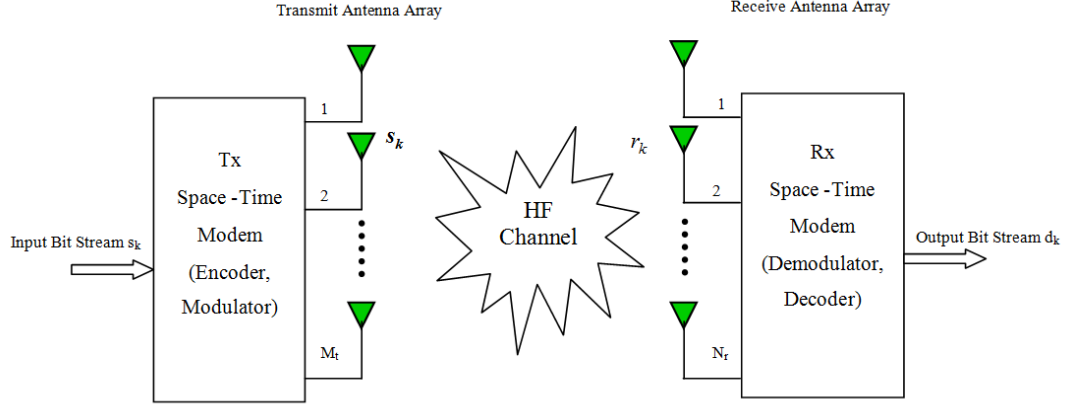 Transmit Antenna Array
Receive Antenna Array
1
s_k
2
M_t
Tx
Space -Time
Modem
(Encoder,
Modulator)
Input Bit Stream s_k
HF
Channel
r_k
1
2
N_r
Rx
Space -Time
Modem
(Demodulator,
Decoder)
Output Bit Stream d_k